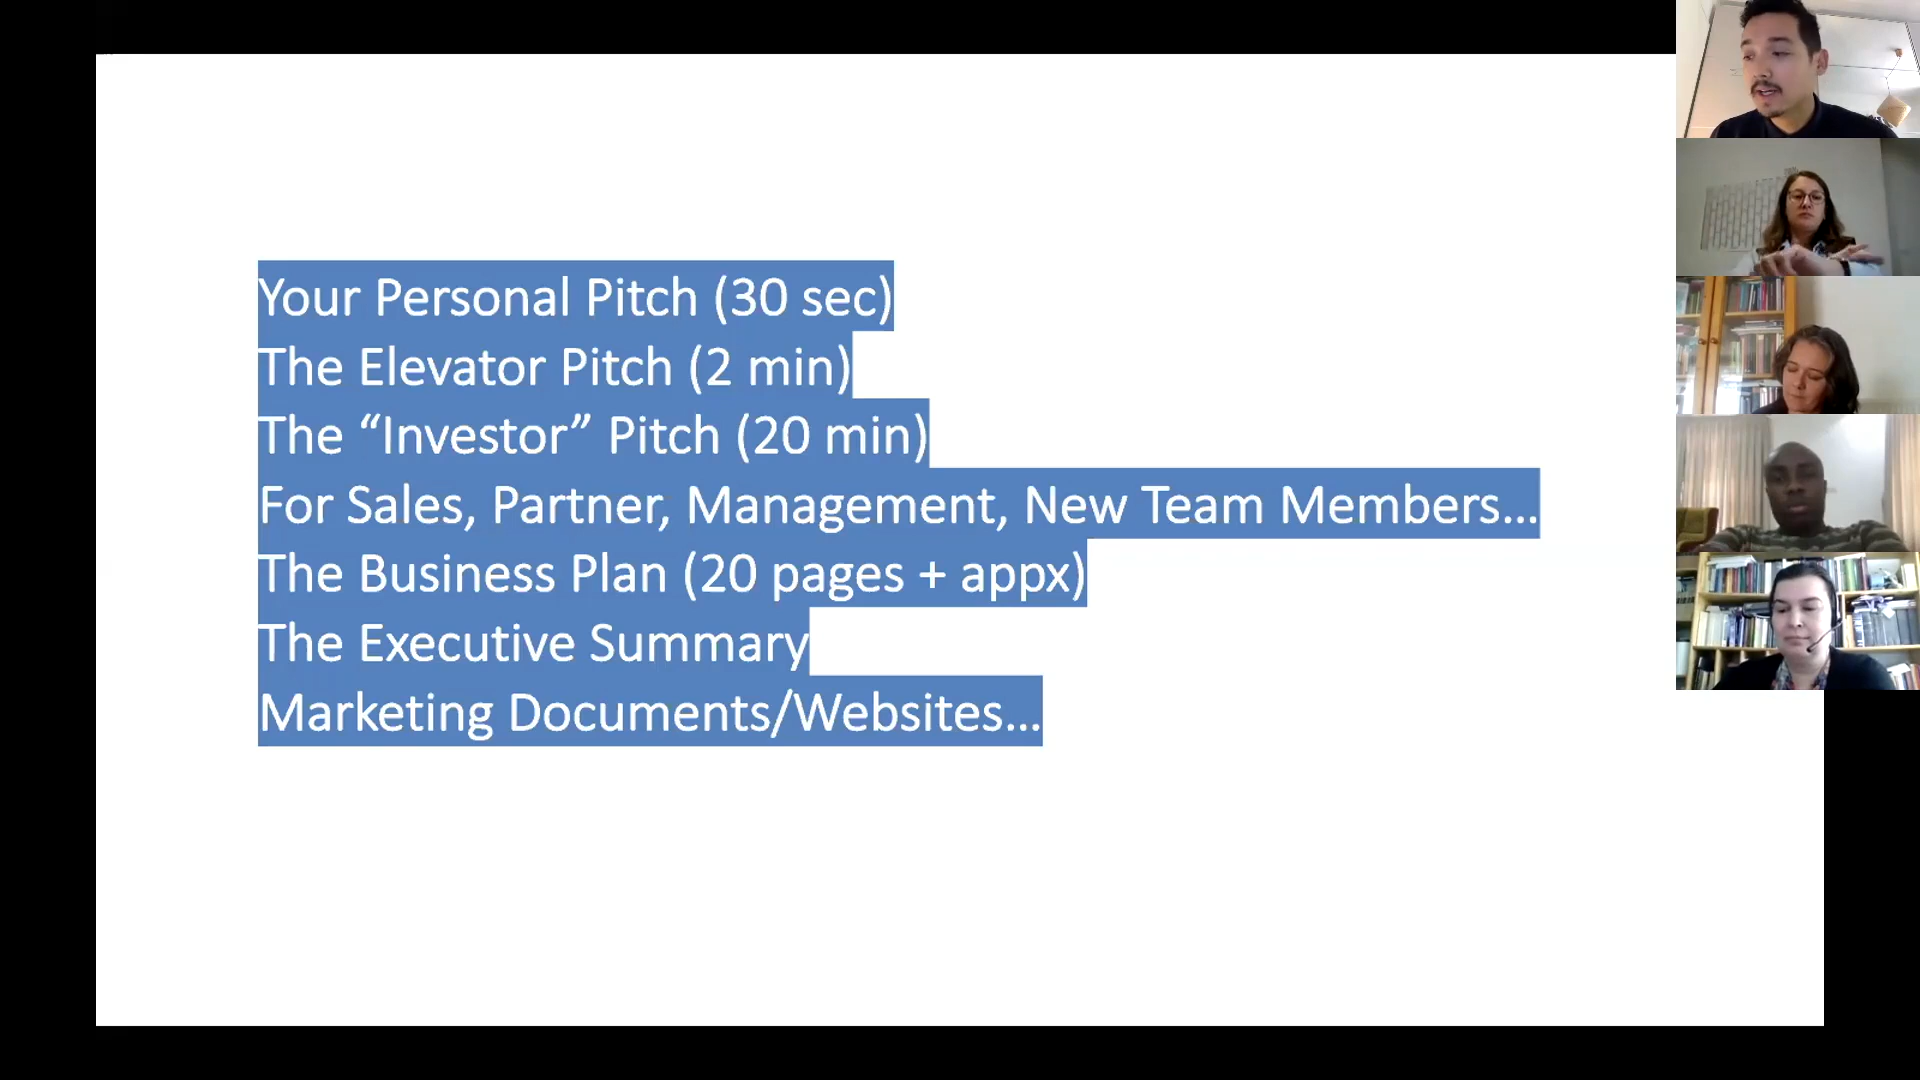 Your Personal Pitch (30 sec)
The Elevator Pitch (2 min)
The “Investor” Pitch (20 min)
For Sales, Partner, Management, New Team Members...
The Business Plan (20 pages + appx)
The Executive Summary
Marketing Documents/Websites...